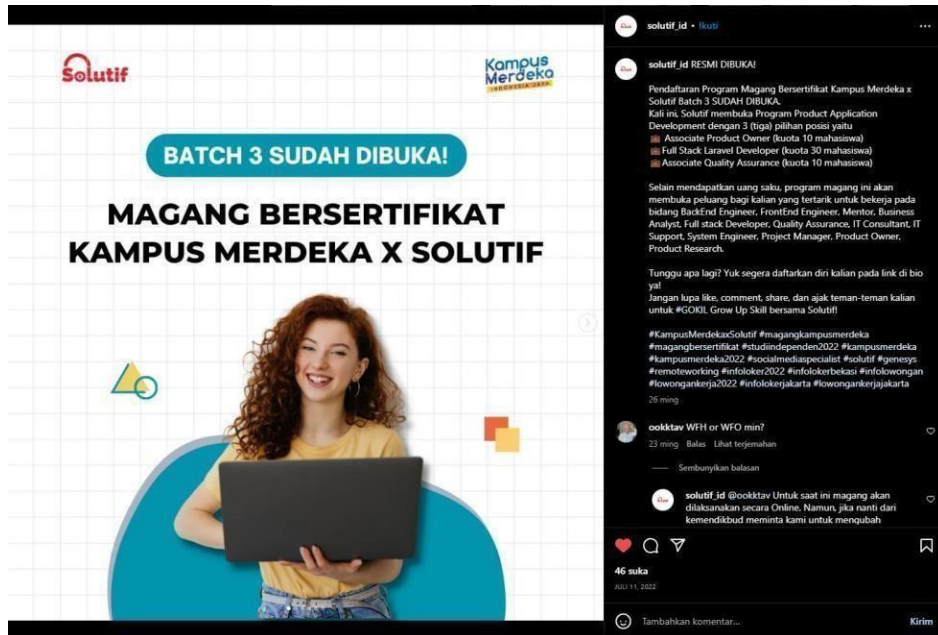 Solutif
Kampus
Merdeka
INDONESIA JAYA
BATCH 3 SUDAH DIBUKA!
MAGANG BERSERTIFIKAT
KAMPUS MERDEKA X SOLUTIF
solutif_id • Ikuti
solutif_id RESMI DIBUKA!
Pendaftaran Program Magang Bersertifikat Kampus Merdeka x
Solutif Batch 3 SUDAH DIBUKA.
Kali ini, Solutif membuka Program Product Application
Development dengan 3 (tiga) pilihan posisi yaitu
💼 Associate Product Owner (kuota 10 mahasiswa)
💼 Full Stack Laravel Developer (kuota 30 mahasiswa)
💼 Associate Quality Assurance (kuota 10 mahasiswa)
Selain mendapatkan uang saku, program magang ini akan
membuka peluang bagi kalian yang tertarik untuk bekerja pada
bidang BackEnd Engineer, FrontEnd Engineer, Mentor, Business
Analyst, Full stack Developer, Quality Assurance, IT Consultant, IT
Support, System Engineer, Project Manager, Product Owner,
Product Research.
Tunggu apa lagi? Yuk segera daftarkan diri kalian pada link di bio
ya!
Jangan lupa like, comment, share, dan ajak teman-teman kalian
untuk #GOKIL Grow Up Skill bersama Solutif!
#KampusMerdekaxSolutif #magangkampusmerdeka
#magangbersertifikat #studiindependen2022 #kampusmerdeka
#kampusmerdeka2022 #socialmediaspecialist #solutif #genesys
#remoteworking #infoloker2022 #infolokerbekasi #infolowongan
#lowongankerja2022 #infolokerjakarta #lowongankerjajakarta
26 ming
ookktav WFH or WFO min?
23 ming Balas Lihat terjemahan
Sembunyikan balasan
solutif_id @ookktav Untuk saat ini magang akan
dilaksanakan secara Online. Namun, jika nanti dari
kemendikbud meminta kami untuk mengubah
46 suka
JULI 11, 2022
Tambahkan komentar...
Kirim